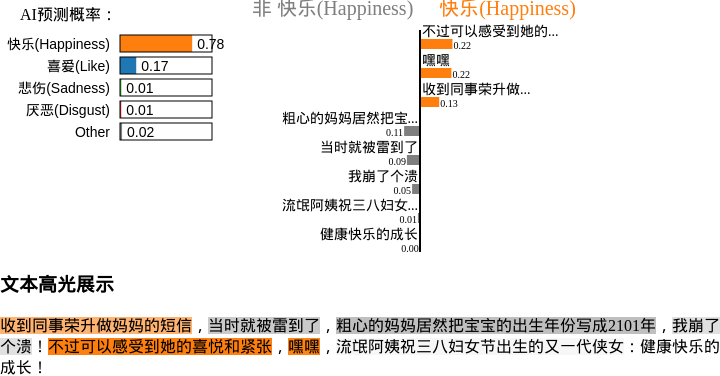 AI预测概率：
快乐(Happiness) 0.78
喜爱(Like) 0.17
悲伤(Sadness) 0.01
厌恶(Disgust) 0.01
Other 0.02
非 快乐(Happiness) 快乐(Happiness)
不过可以感受到她的...
0.22
嘿嘿
0.22
收到同事荣升做...
0.13
粗心的妈妈居然把宝...
0.11
当时就被雷到了
0.09
我崩了个溃
0.05
流氓阿姨祝三八妇女...
0.01
健康快乐的成长
0.00
文本高光展示
收到同事荣升做妈妈的短信，当时就被雷到了，粗心的妈妈居然把宝宝的出生年份写成2101年，我崩了
个溃！不过可以感受到她的喜悦和紧张，嘿嘿，流氓阿姨祝三八妇女节出生的又一代侠女：健康快乐的
成长！